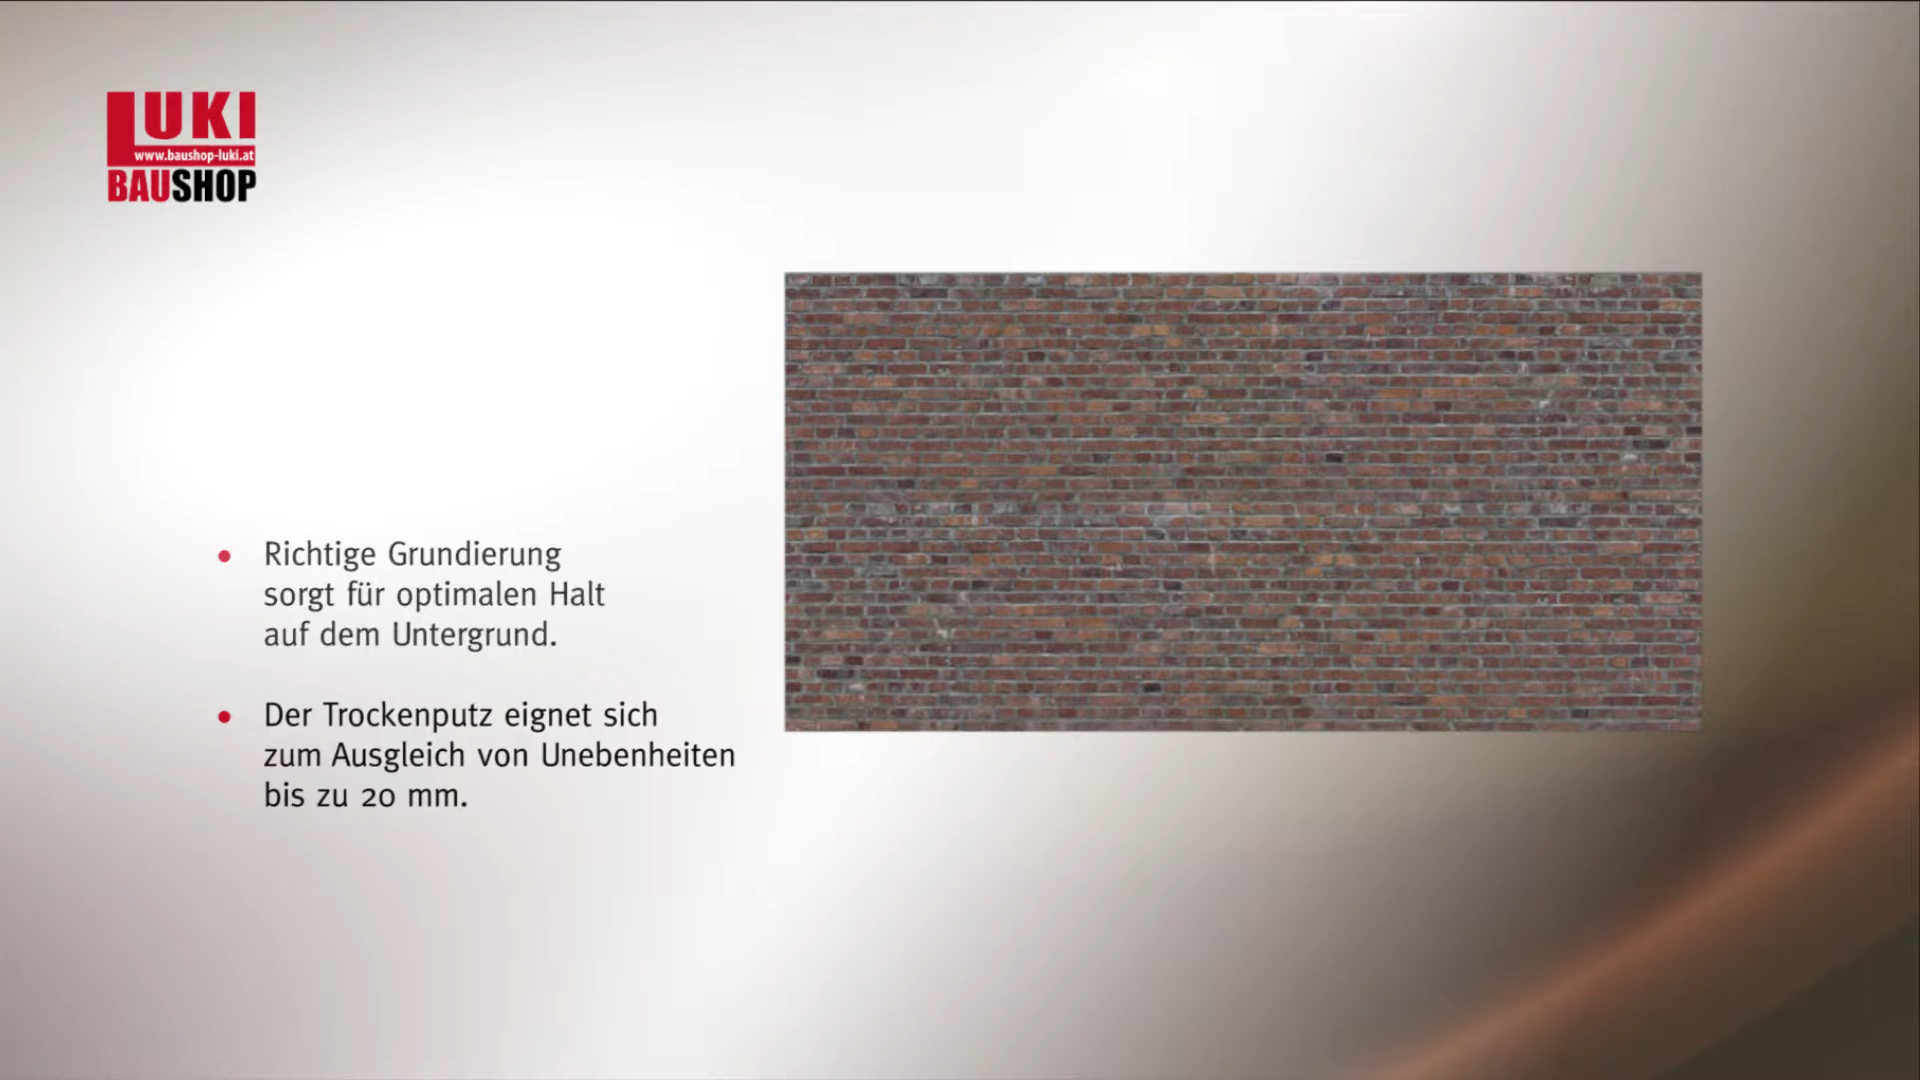 LUKI
www.baushop-luki.at
BAUSHOP
• Richtige Grundierung
sorgt für optimalen Halt
auf dem Untergrund.
• Der Trockenputz eignet sich
zum Ausgleich von Unebenheiten
bis zu 20 mm.